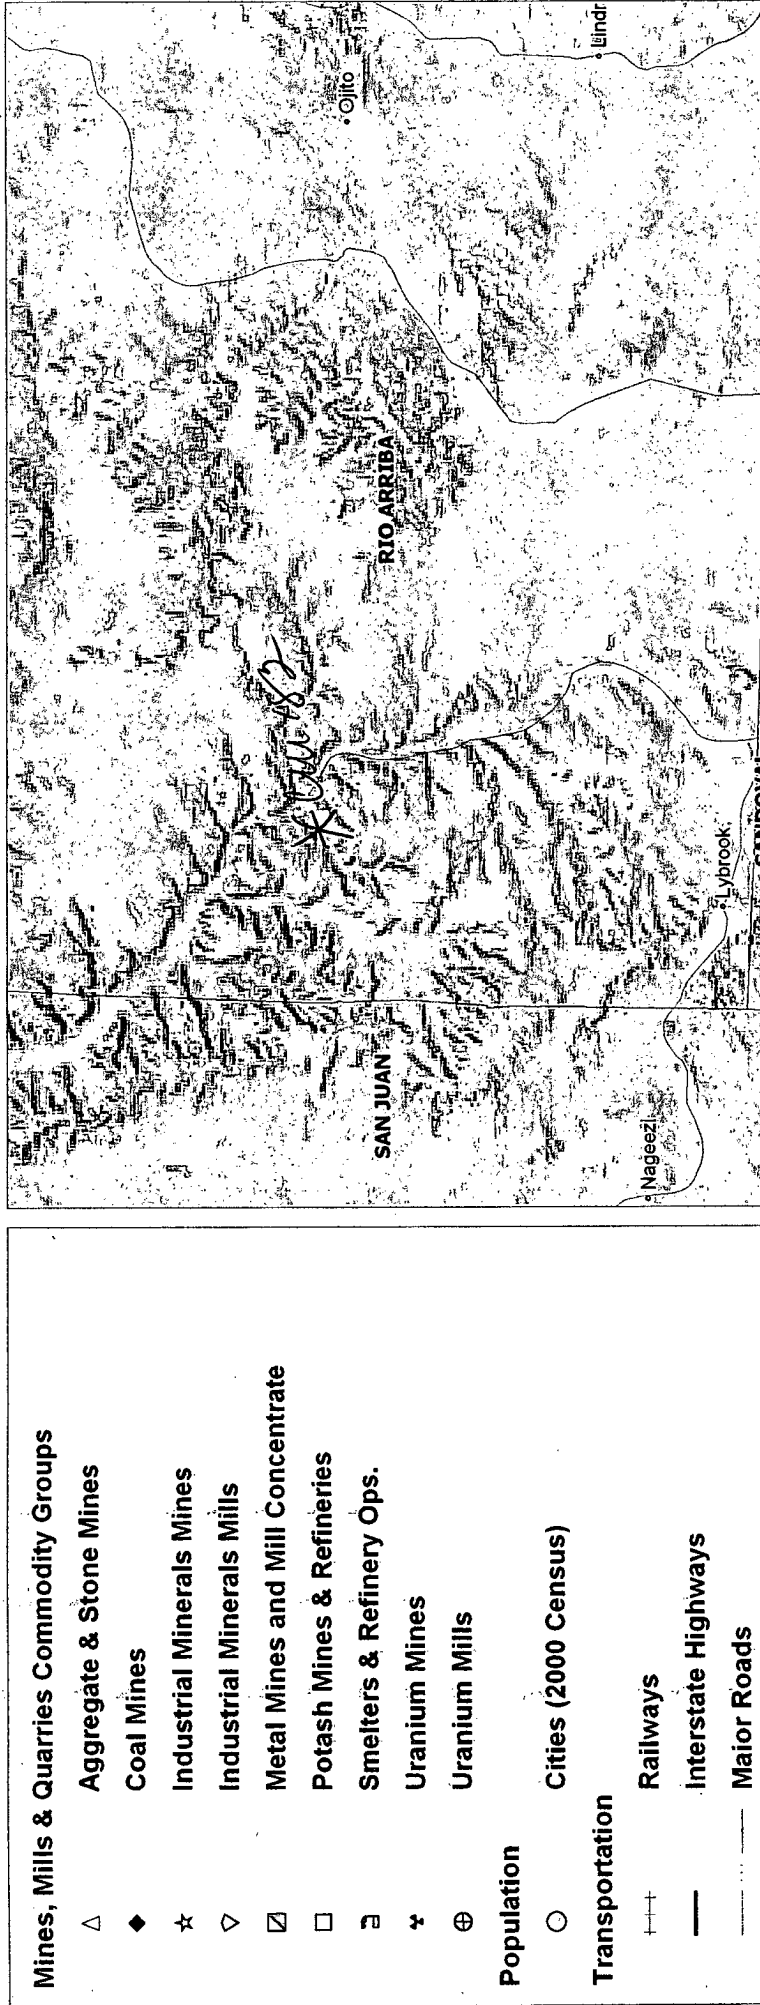 Mines, Mills & Quarries Commodity Groups
Aggregate & Stone Mines
Coal Mines
Industrial Minerals Mines
Industrial Minerals Mills
Metal Mines and Mill Concentrate
Potash Mines & Refineries
Smelters & Refinery Ops.
Uranium Mines
Uranium Mills
Population
Cities (2000 Census)
Transportation
Railways
Interstate Highways
Major Roads
Ojito
Lindr
RIO ARRIBA
SAN JUAN
Lybrook
Nageezi
SANDOVAL